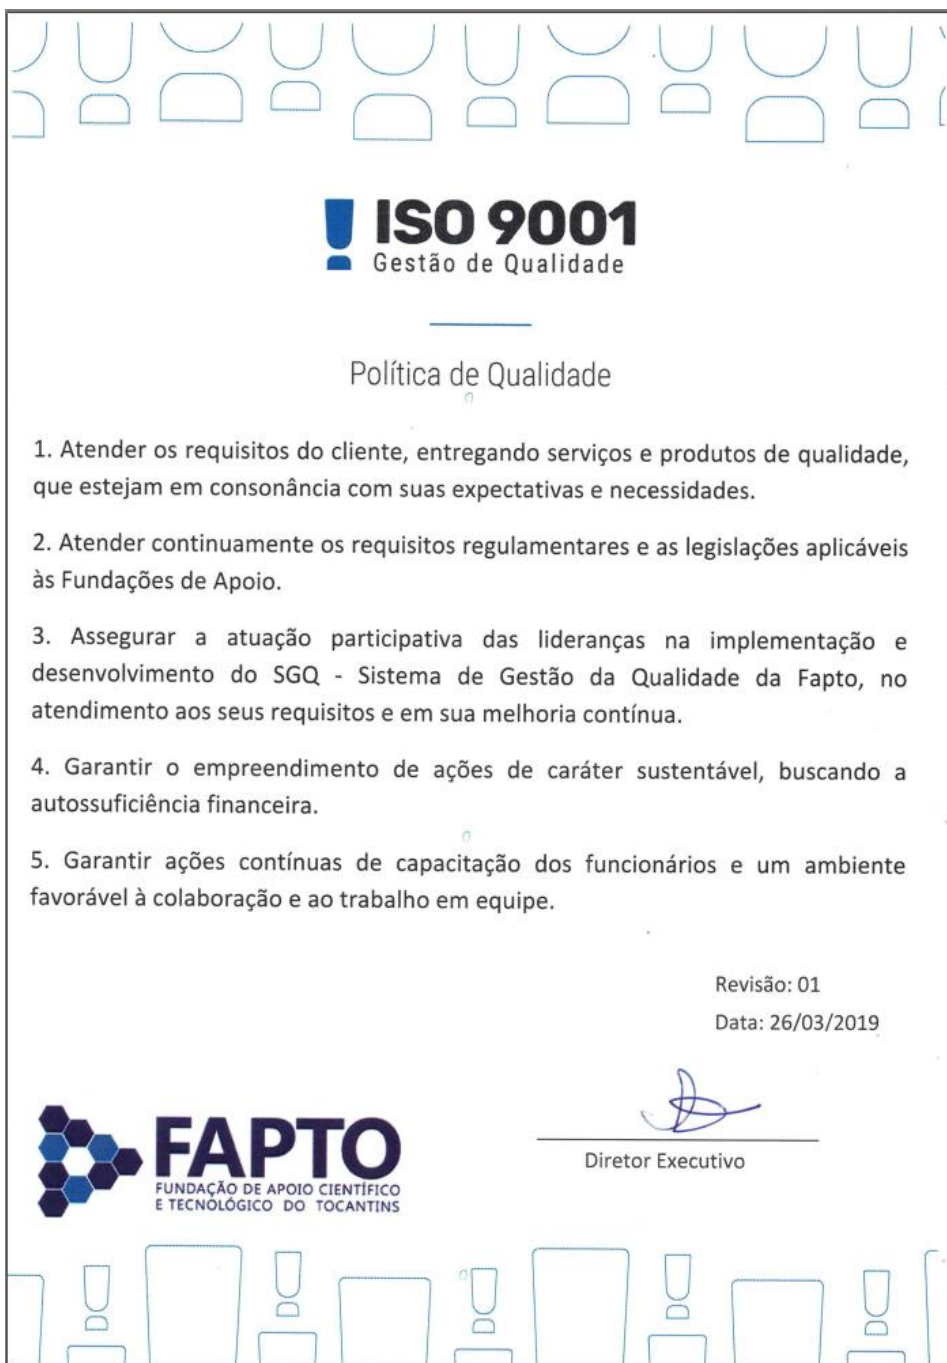 ISO 9001
Gestão de Qualidade
Política de Qualidade
1. Atender os requisitos do cliente, entregando serviços e produtos de qualidade,
que estejam em consonância com suas expectativas e necessidades.
2. Atender continuamente os requisitos regulamentares e as legislações aplicáveis
às Fundações de Apoio.
3. Assegurar a atuação participativa das lideranças na implementação e
desenvolvimento do SGQ - Sistema de Gestão da Qualidade da Fapto, no
atendimento aos seus requisitos e em sua melhoria contínua.
4. Garantir o empreendimento de ações de caráter sustentável, buscando a
autossuficiência financeira.
5. Garantir ações contínuas de capacitação dos funcionários e um ambiente
favorável à colaboração e ao trabalho em equipe.
Revisão: 01
Data: 26/03/2019
Diretor Executivo
FAPTO
FUNDAÇÃO DE APOIO CIENTÍFICO
E TECNOLÓGICO DO TOCANTINS